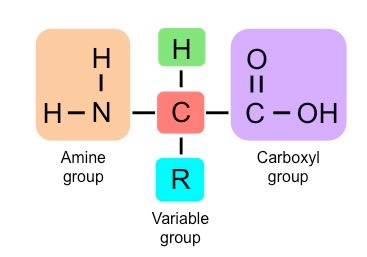 H
H
O
H – N – C – C – OH
R
Amine
group
Carboxyl
group
Variable
group